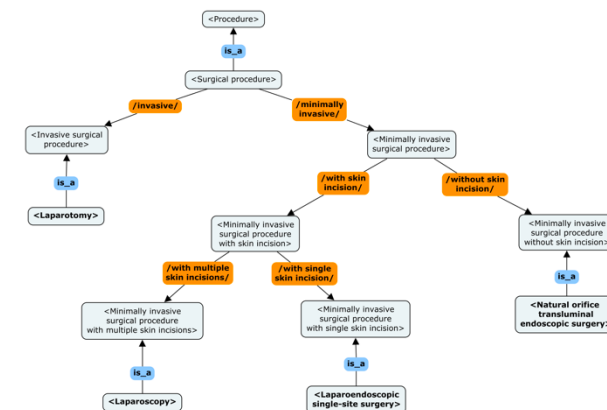 <Procedure>
is_a
<Surgical procedure>
/invasive/
/minimally
invasive/
<Invasive surgical
procedure>
<Minimally invasive
surgical procedure>
is_a
/with skin
incision/
/without skin
incision/
<Laparotomy>
<Minimally invasive
surgical procedure
with skin incision>
<Minimally invasive
surgical procedure
without skin incision>
/with multiple
skin incisions/
/with single
skin incision/
is_a
<Minimally invasive
surgical procedure
with multiple skin incisions>
<Minimally invasive
surgical procedure
with single skin incision>
<Natural orifice
transluminal
endoscopic surgery>
is_a
is_a
<Laparoscopy>
<Laparoendoscopic
single-site surgery>